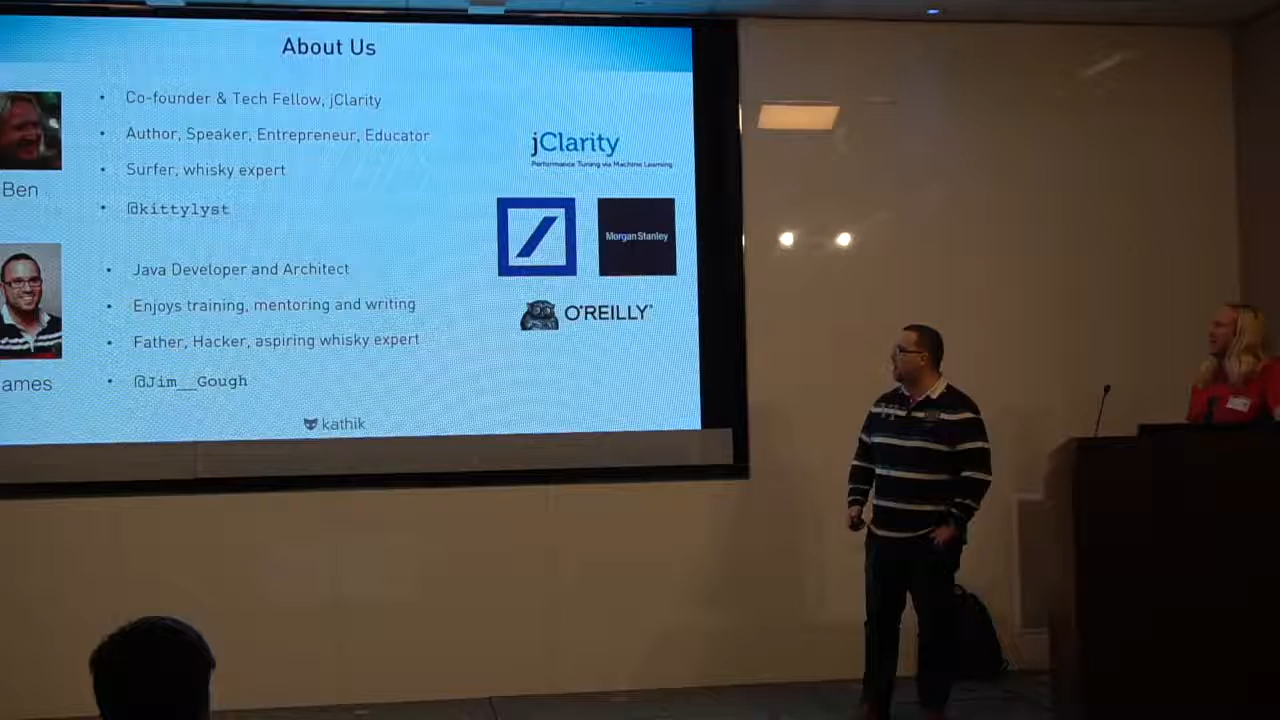 About Us
• Co-founder & Tech Fellow, jClarity
• Author, Speaker, Entrepreneur, Educator
• Surfer, whisky expert
• @kittylyst
Ben
• Java Developer and Architect
• Enjoys training, mentoring and writing
• Father, Hacker, aspiring whisky expert
• @Jim__Gough
ames
jClarity
Performance Tuning via Machine Learning
Morgan Stanley
O'REILLY®
kathik